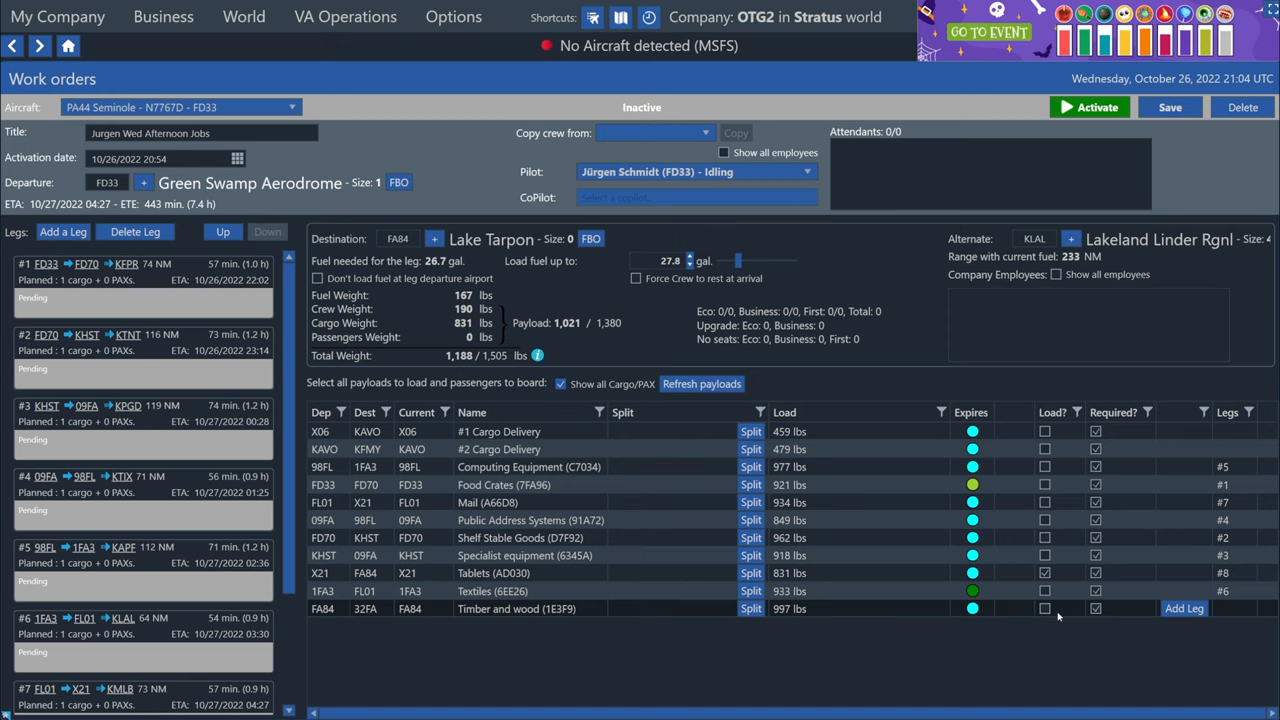 My Company Business World VA Operations Options Shortcuts: Company: OTG2 in Stratus world
GO TO EVENT
No Aircraft detected (MSFS)
Work orders Wednesday, October 26, 2022 21:04 UTC
Aircraft: PA44 Seminole - N7767D - FD33 Inactive Activate Save Delete
Title: Jurgen Wed Afternoon Jobs Copy crew from: Copy Attendants: 0/0
Show all employees
Activation date: 10/26/2022 20:54
Pilot: Jürgen Schmidt (FD33) - Idling
Departure: FD33 + Green Swamp Aerodrome - Size: 1 FBO
CoPilot: Select a copilot.
ETA: 10/27/2022 04:27 - ETE: 443 min. (7.4 h)
Legs: Add a Leg Delete Leg Up Down
#1 FD33 FD70 KFPR 74 NM 57 min. (1.0 h)
Planned : 1 cargo + 0 PAXs. ETA: 10/26/2022 22:02
Pending
#2 FD70 KHST KTNT 116 NM 73 min. (1.2 h)
Planned : 1 cargo + 0 PAXs. ETA: 10/26/2022 23:14
Pending
#3 KHST 09FA KPGD 119 NM 74 min. (1.2 h)
Planned : 1 cargo + 0 PAXs. ETA: 10/27/2022 00:28
Pending
#4 09FA 98FL KTIX 71 NM 56 min. (0.9 h)
Planned : 1 cargo + 0 PAXs. ETA: 10/27/2022 01:25
Pending
#5 98FL 1FA3 KAPF 112 NM 71 min. (1.2 h)
Planned : 1 cargo + 0 PAXs. ETA: 10/27/2022 02:36
Pending
#6 1FA3 FL01 KLAL 64 NM 54 min. (0.9 h)
Planned : 1 cargo + 0 PAXs. ETA: 10/27/2022 03:30
Pending
#7 FL01 X21 KMLB 73 NM 57 min. (0.9 h)
Planned : 1 cargo + 0 PAXs. ETA: 10/27/2022 04:27
Destination: FA84 + Lake Tarpon - Size: 0 FBO
Fuel needed for the leg: 26.7 gal. Load fuel up to: 27.8 gal.
Don't load fuel at leg departure airport Force Crew to rest at arrival
Fuel Weight: 167 lbs
Crew Weight: 190 lbs
Cargo Weight: 831 lbs Payload: 1,021 / 1,380
Passengers Weight: 0 lbs
Total Weight: 1,188 / 1,505 lbs i
Eco: 0/0, Business: 0/0, First: 0/0, Total: 0
Upgrade: Eco: 0, Business: 0
No seats: Eco: 0, Business: 0, First: 0
Alternate: KLAL + Lakeland Linder Rgnl - Size:
Range with current fuel: 233 NM
Company Employees: Show all employees
Select all payloads to load and passengers to board: Show all Cargo/PAX Refresh payloads
Dep Dest Current Name Split Load Expires Load? Required? Legs
X06 KAVO X06 #1 Cargo Delivery Split 459 lbs
KAVO KFMY KAVO #2 Cargo Delivery Split 479 lbs
98FL 1FA3 98FL Computing Equipment (C7034) Split 977 lbs #5
FD33 FD70 FD33 Food Crates (7FA96) Split 921 lbs #1
FL01 X21 FL01 Mail (A66D8) Split 934 lbs #7
09FA 98FL 09FA Public Address Systems (91A72) Split 849 lbs #4
FD70 KHST FD70 Shelf Stable Goods (D7F92) Split 962 lbs #2
KHST 09FA KHST Specialist equipment (6345A) Split 918 lbs #3
X21 FA84 X21 Tablets (AD030) Split 831 lbs #8
1FA3 FL01 1FA3 Textiles (6EE26) Split 933 lbs #6
FA84 32FA FA84 Timber and wood (1E3F9) Split 997 lbs Add Leg